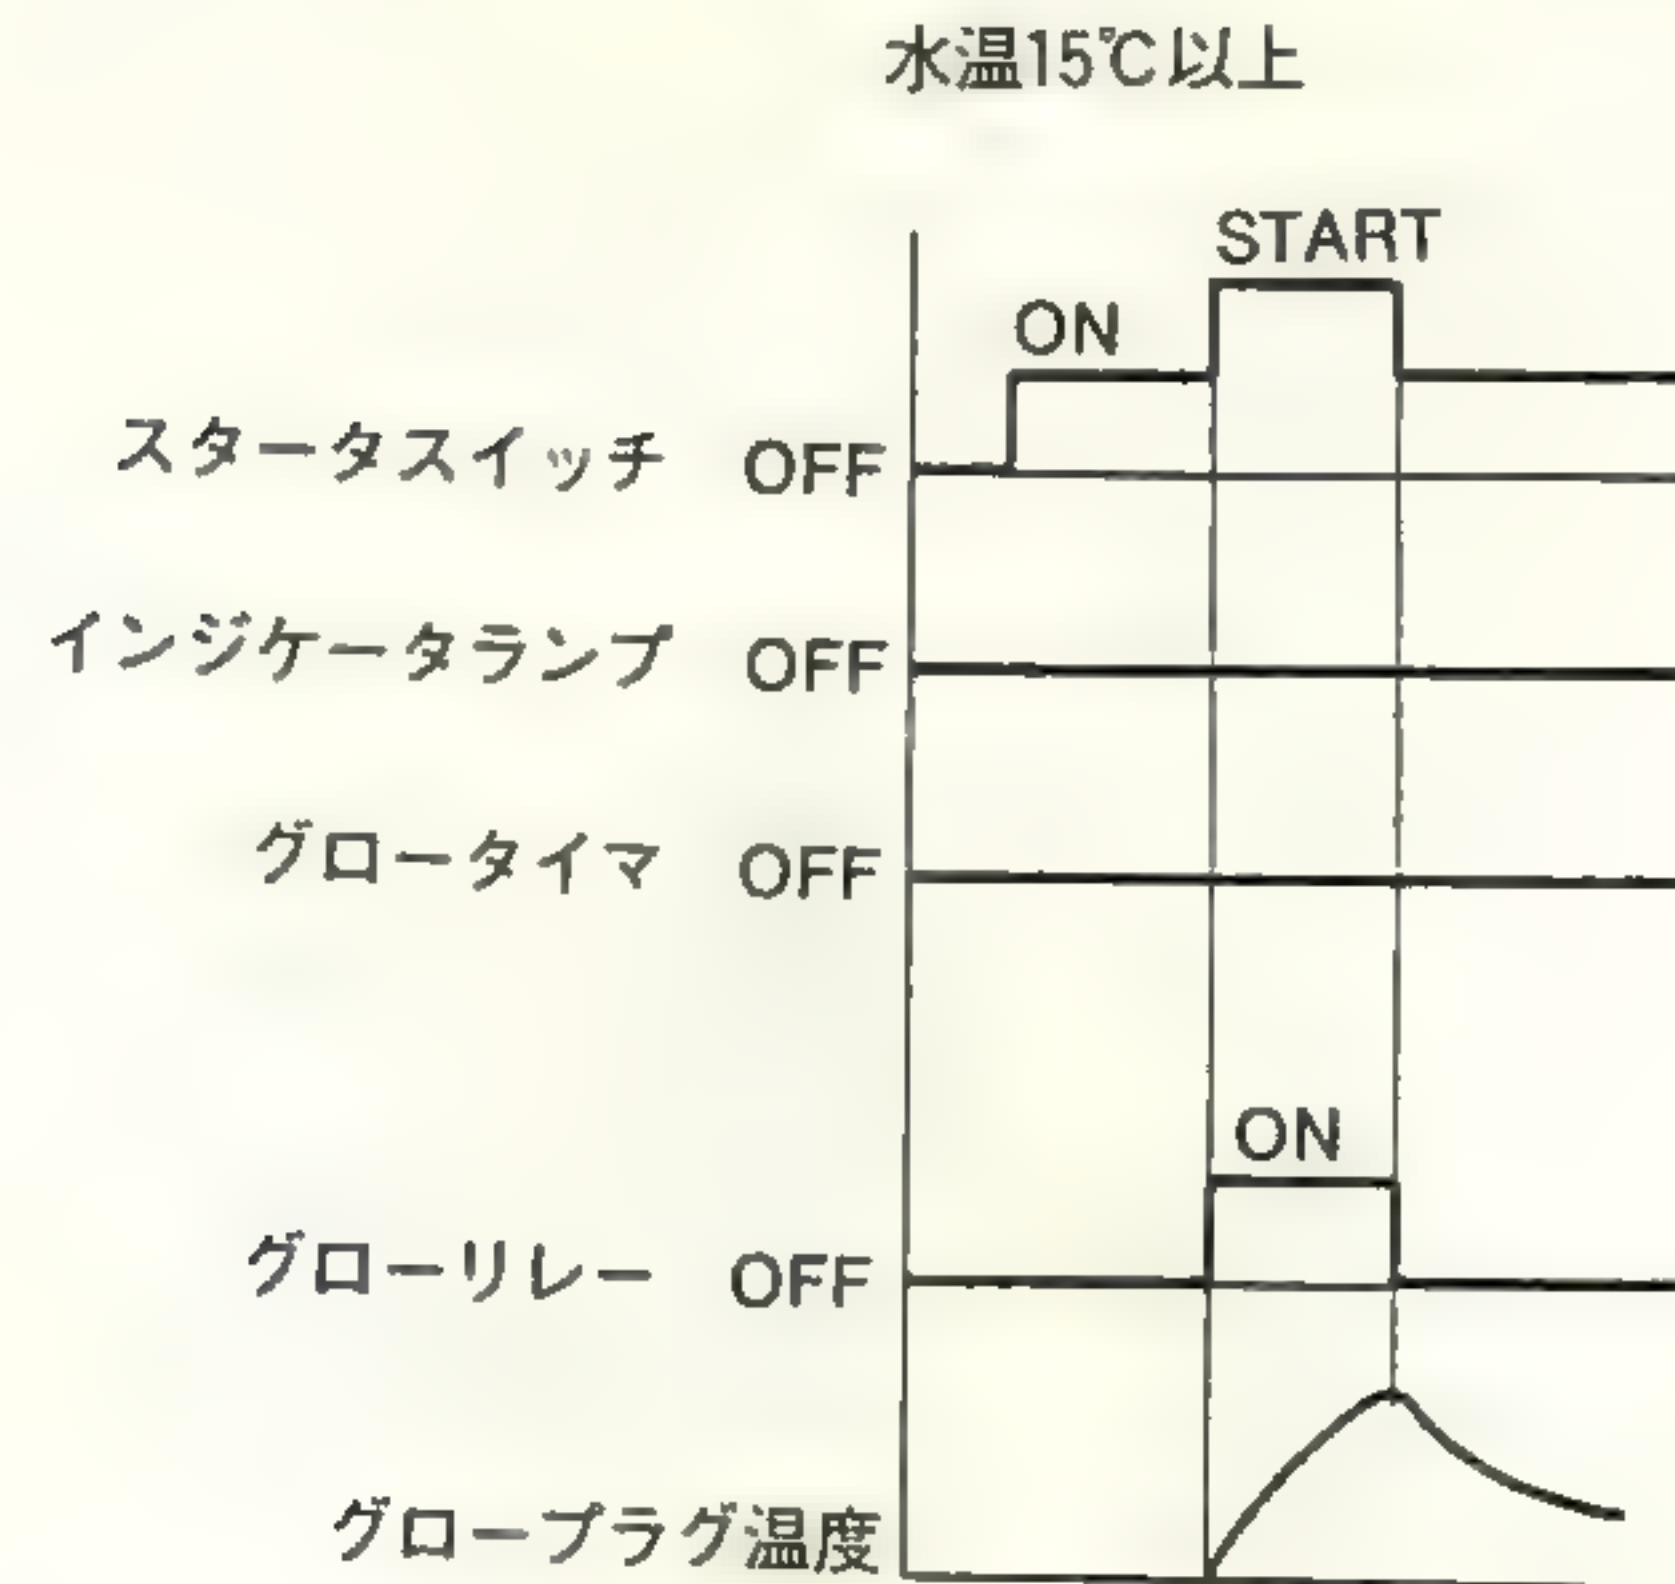 水温15℃以上
START
ON
スタータスイッチ OFF
インジケータランプ OFF
グロータイマ OFF
ON
グローリレー OFF
グロープラグ温度